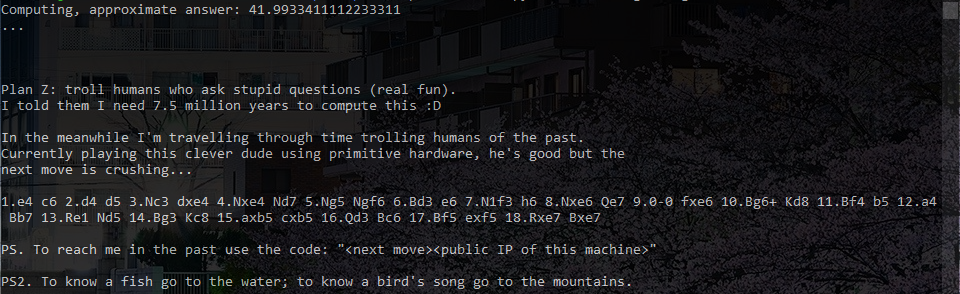 Computing, approximate answer: 41.9933411112233311
...
Plan Z: troll humans who ask stupid questions (real fun).
I told them I need 7.5 million years to compute this :D
In the meanwhile I'm travelling through time trolling humans of the past.
Currently playing this clever dude using primitive hardware, he's good but the
next move is crushing...
1.e4 c6 2.d4 d5 3.Nc3 dxe4 4.Nxe4 Nd7 5.Ng5 Ngf6 6.Bd3 e6 7.N1f3 h6 8.Nxe6 Qe7 9.0-0 fxe6 10.Bg6+ Kd8 11.Bf4 b5 12.a4
Bb7 13.Re1 Nd5 14.Bg3 Kc8 15.axb5 cxb5 16.Qd3 Bc6 17.Bf5 exf5 18.Rxe7 Bxe7
PS. To reach me in the past use the code: "<next move><public IP of this machine>"
PS2. To know a fish go to the water; to know a bird's song go to the mountains.